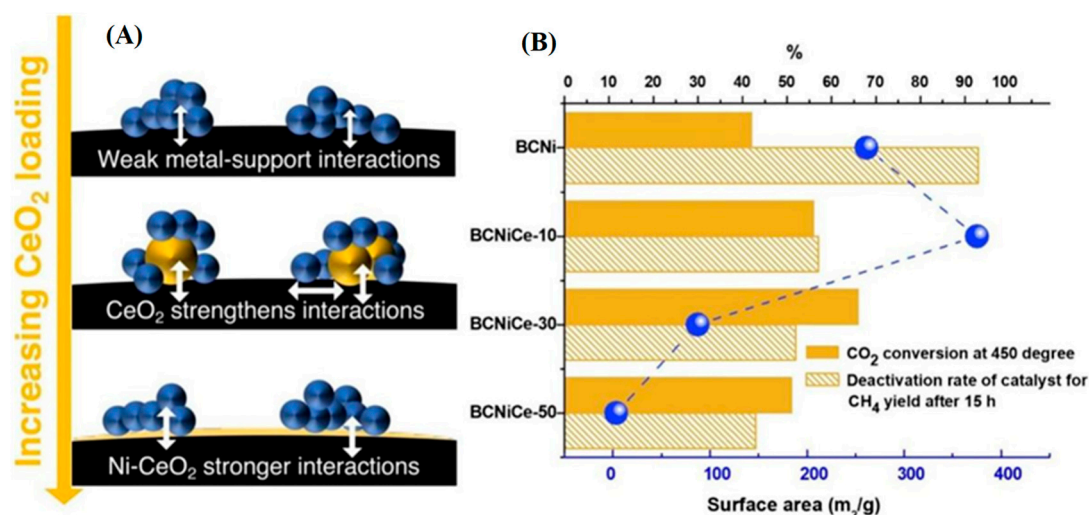 Increasing CeO₂ loading
(A)
Weak metal-support interactions
CeO₂ strengthens interactions
Ni-CeO₂ stronger interactions
(B)
%
0 10 20 30 40 50 60 70 80 90 100
BCNi
BCNiCe-10
BCNiCe-30
BCNiCe-50
CO₂ conversion at 450 degree
Deactivation rate of catalyst for
CH₄ yield after 15 h
0 100 200 300 400
Surface area (m₂/g)